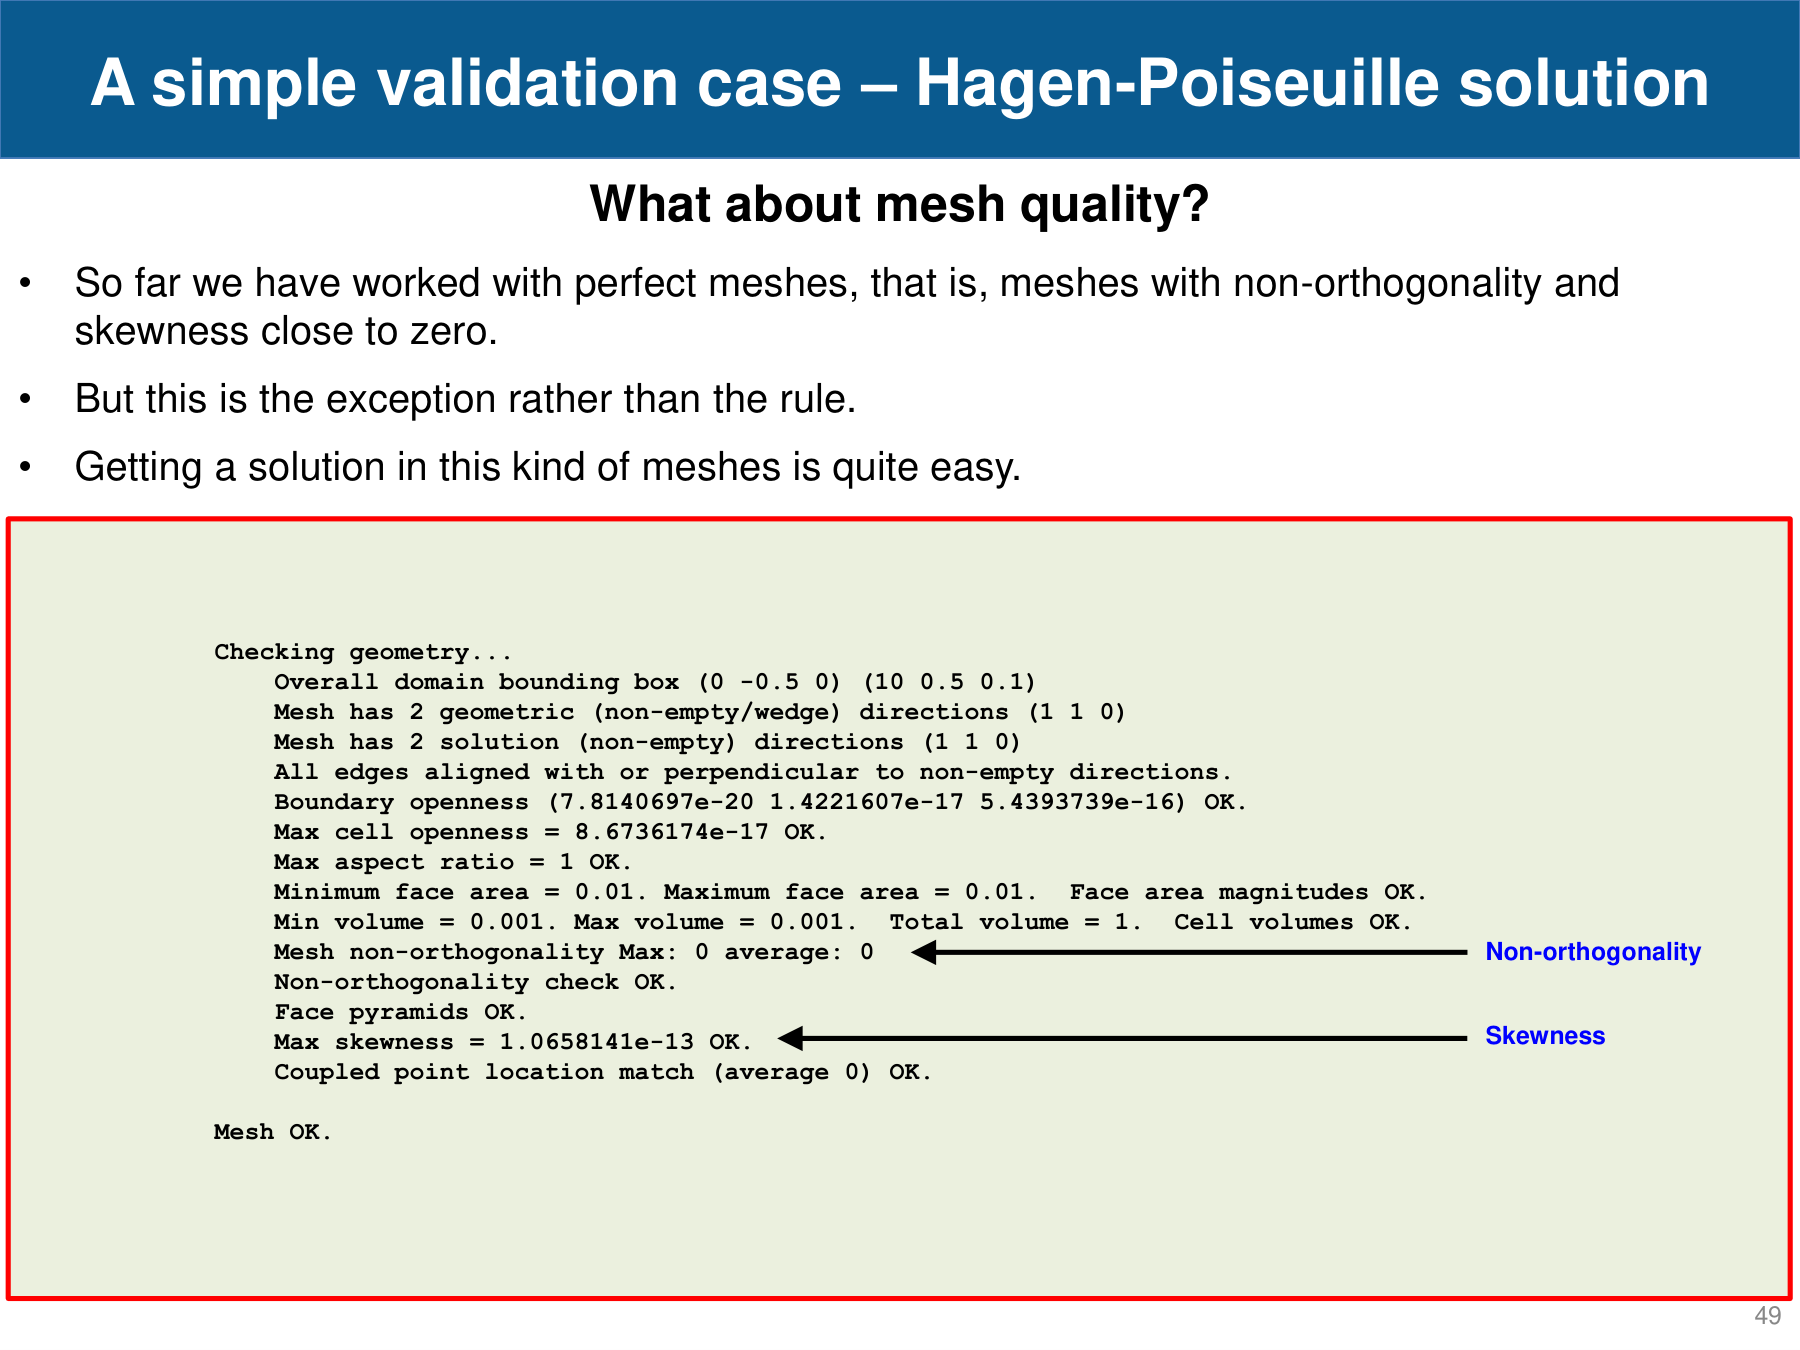 A simple validation case – Hagen-Poiseuille solution
What about mesh quality?
• So far we have worked with perfect meshes, that is, meshes with non-orthogonality and
skewness close to zero.
• But this is the exception rather than the rule.
• Getting a solution in this kind of meshes is quite easy.
Checking geometry...
Overall domain bounding box (0 -0.5 0) (10 0.5 0.1)
Mesh has 2 geometric (non-empty/wedge) directions (1 1 0)
Mesh has 2 solution (non-empty) directions (1 1 0)
All edges aligned with or perpendicular to non-empty directions.
Boundary openness (7.8140697e-20 1.4221607e-17 5.4393739e-16) OK.
Max cell openness = 8.6736174e-17 OK.
Max aspect ratio = 1 OK.
Minimum face area = 0.01. Maximum face area = 0.01.  Face area magnitudes OK.
Min volume = 0.001. Max volume = 0.001.  Total volume = 1.  Cell volumes OK.
Mesh non-orthogonality Max: 0 average: 0
Non-orthogonality
Non-orthogonality check OK.
Face pyramids OK.
Max skewness = 1.0658141e-13 OK.
Skewness
Coupled point location match (average 0) OK.
Mesh OK.
49